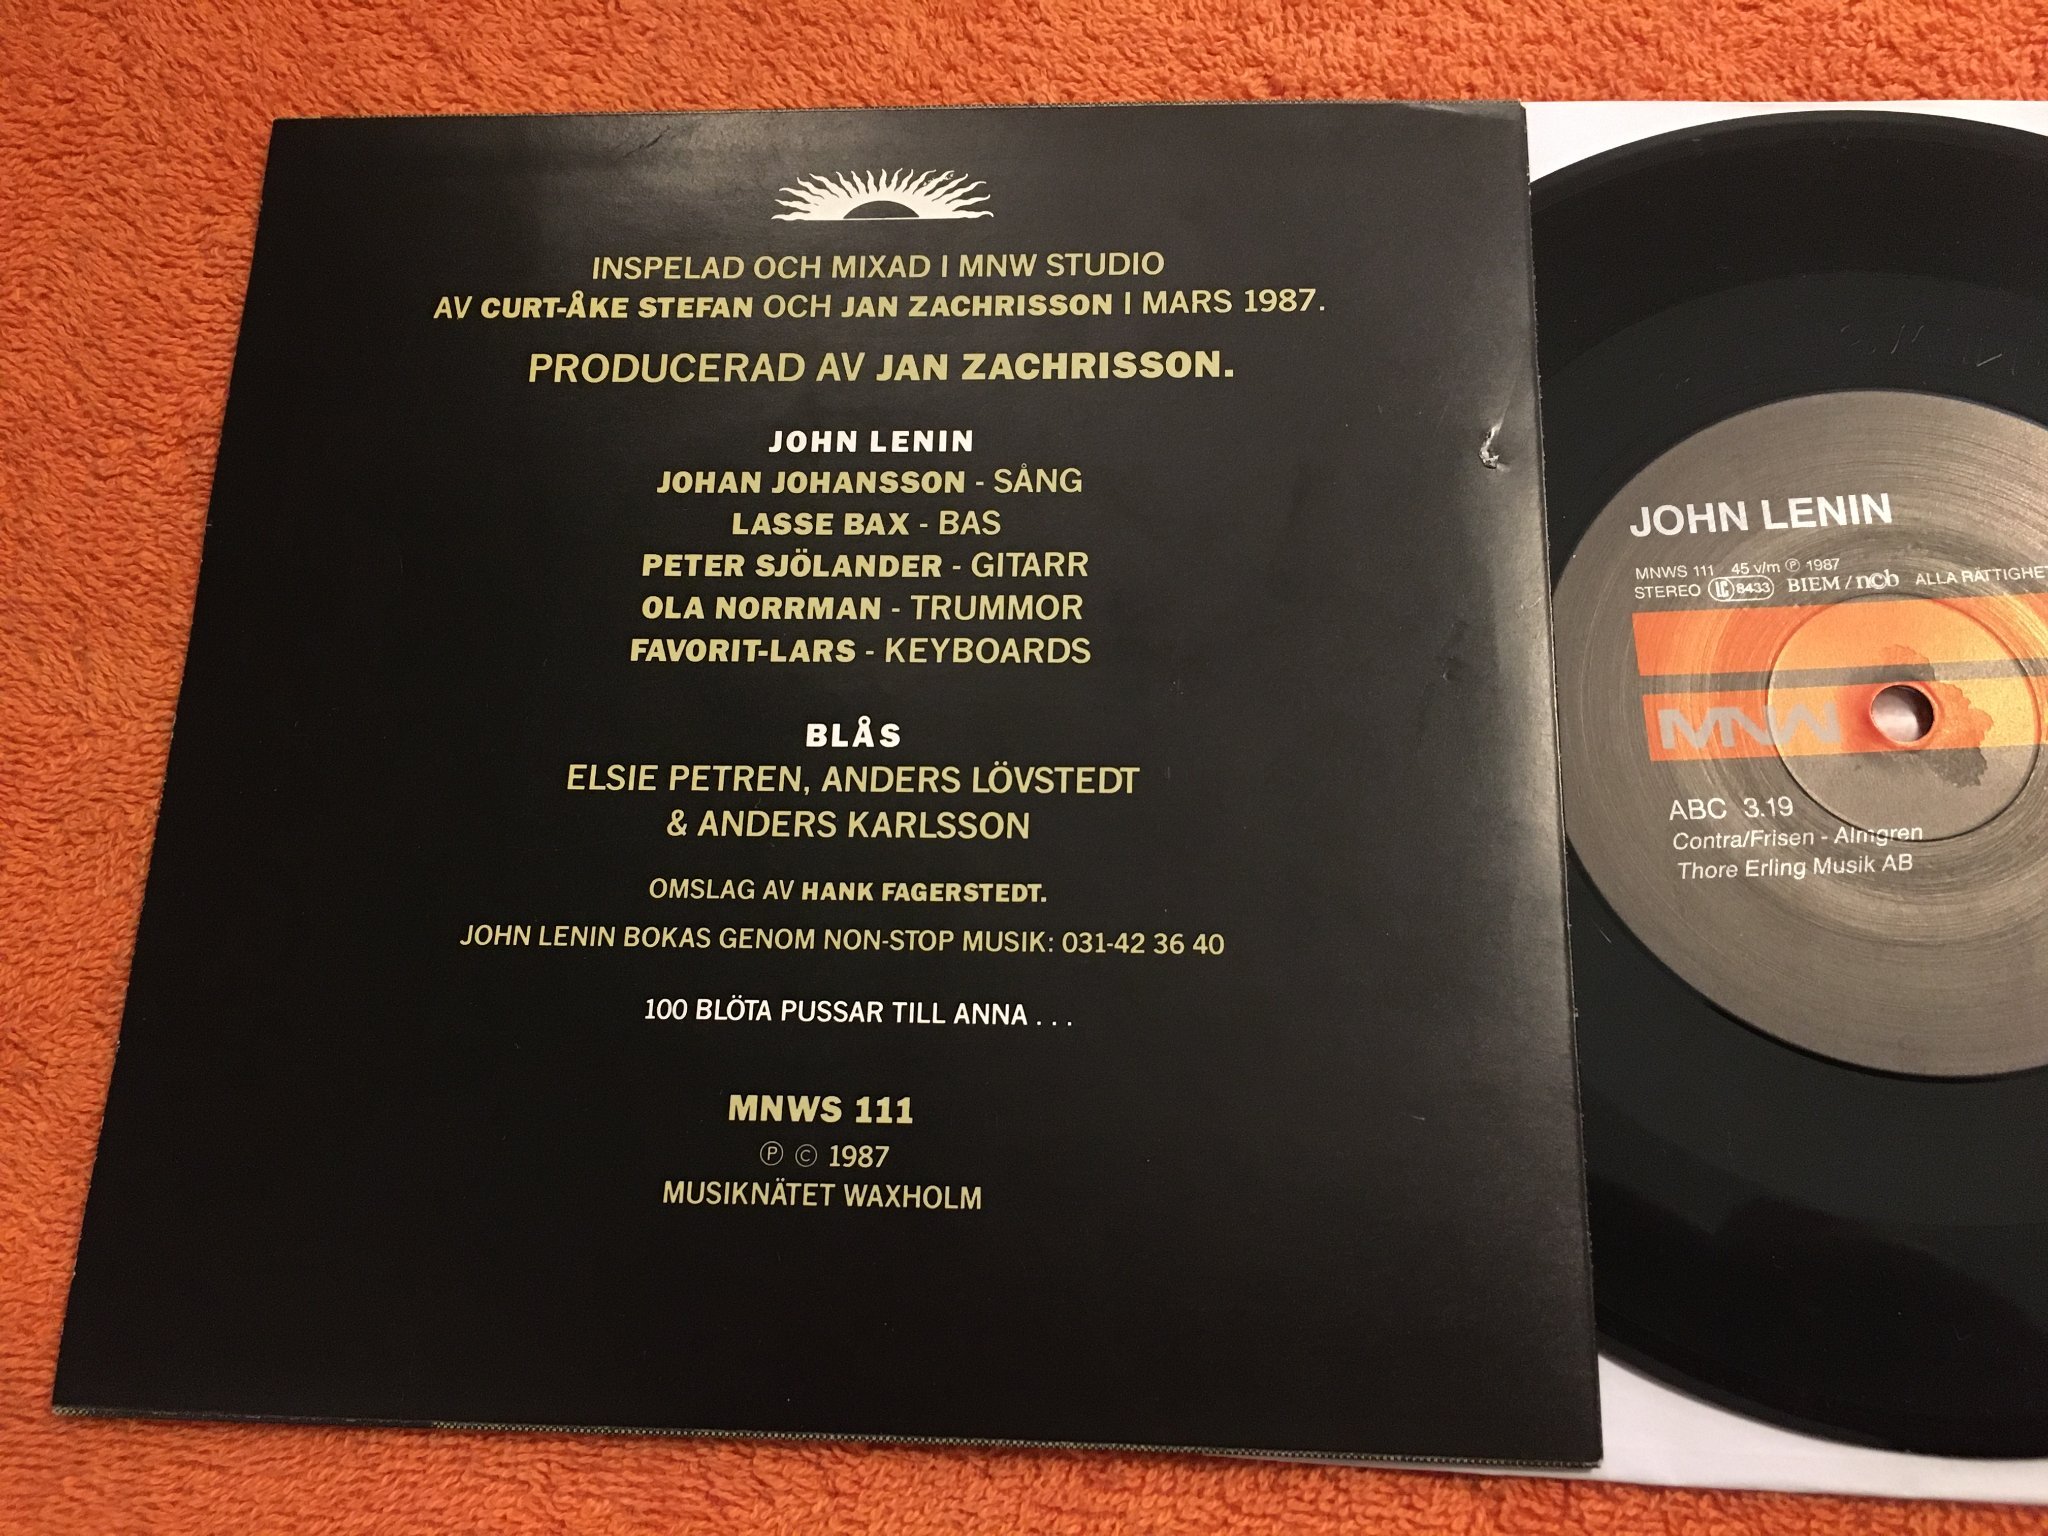 INSPELAD OCH MIXAD I MNW STUDIO
AV CURT-ÅKE STEFAN OCH JAN ZACHRISSON I MARS 1987.
PRODUCERAD AV JAN ZACHRISSON.
JOHN LENIN
JOHAN JOHANSSON - SÅNG
LASSE BAX - BAS
PETER SJÖLANDER - GITARR
OLA NORRMAN - TRUMMOR
FAVORIT-LARS - KEYBOARDS
BLÅS
ELSIE PETREN, ANDERS LÖVSTEDT
& ANDERS KARLSSON
OMSLAG AV HANK FAGERSTEDT.
JOHN LENIN BOKAS GENOM NON-STOP MUSIK: 031-42 36 40
100 BLÖTA PUSSAR TILL ANNA . . .
MNWS 111
Ⓟ © 1987
MUSIKNÄTET WAXHOLM
JOHN LENIN
MNWS 111 45 v/m Ⓟ 1987
STEREO LC 8433 BIEM / ncb ALLA RÄTTIGHET
MNW
ABC 3.19
Contra/Frisen - Almgren
Thore Erling Musik AB